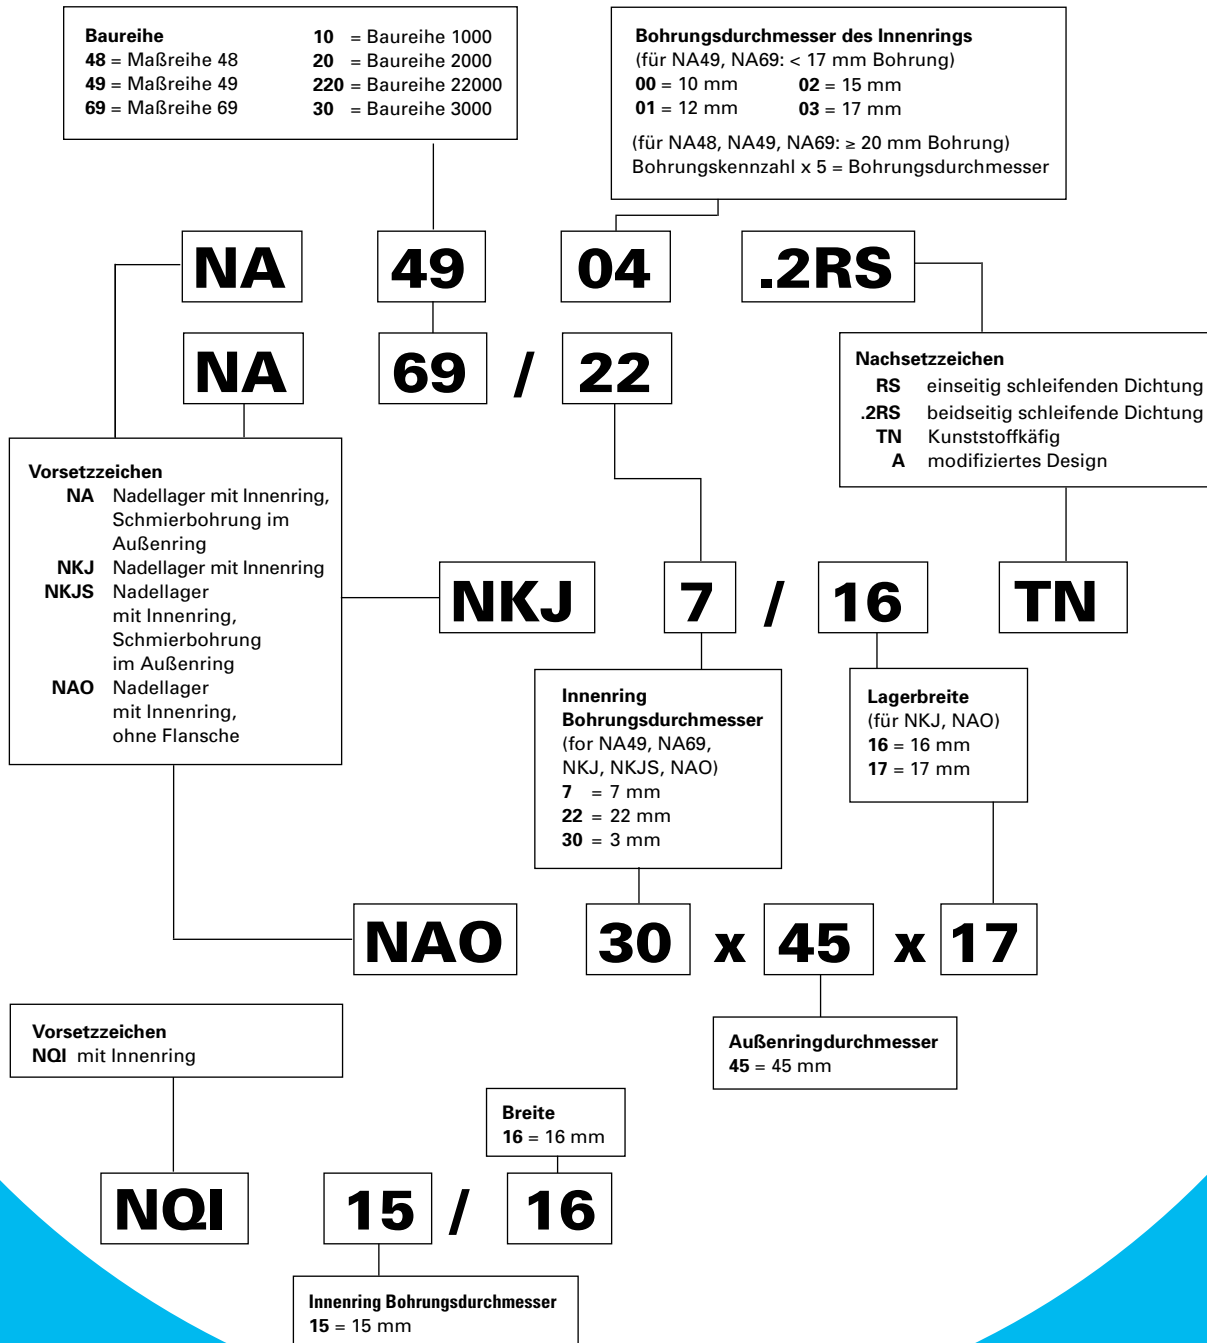 Baureihe
48 = Maßreihe 48
49 = Maßreihe 49
69 = Maßreihe 69
10 = Baureihe 1000
20 = Baureihe 2000
220 = Baureihe 22000
30 = Baureihe 3000
Bohrungsdurchmesser des Innenrings
(für NA49, NA69: < 17 mm Bohrung)
00 = 10 mm 02 = 15 mm
01 = 12 mm 03 = 17 mm
(für NA48, NA49, NA69: ≥ 20 mm Bohrung)
Bohrungskennzahl x 5 = Bohrungsdurchmesser
NA 49 04 .2RS
NA 69 / 22
Nachsetzzeichen
RS einseitig schleifenden Dichtung
.2RS beidseitig schleifende Dichtung
TN Kunststoffkäfig
A modifiziertes Design
Vorsetzzeichen
NA Nadellager mit Innenring,
Schmierbohrung im
Außenring
NKJ Nadellager mit Innenring
NKJS Nadellager
mit Innenring,
Schmierbohrung
im Außenring
NAO Nadellager
mit Innenring,
ohne Flansche
NKJ 7 / 16 TN
Innenring
Bohrungsdurchmesser
(for NA49, NA69,
NKJ, NKJS, NAO)
7 = 7 mm
22 = 22 mm
30 = 3 mm
Lagerbreite
(für NKJ, NAO)
16 = 16 mm
17 = 17 mm
NAO 30 x 45 x 17
Außenringdurchmesser
45 = 45 mm
Vorsetzzeichen
NQI mit Innenring
Breite
16 = 16 mm
NQI 15 / 16
Innenring Bohrungsdurchmesser
15 = 15 mm